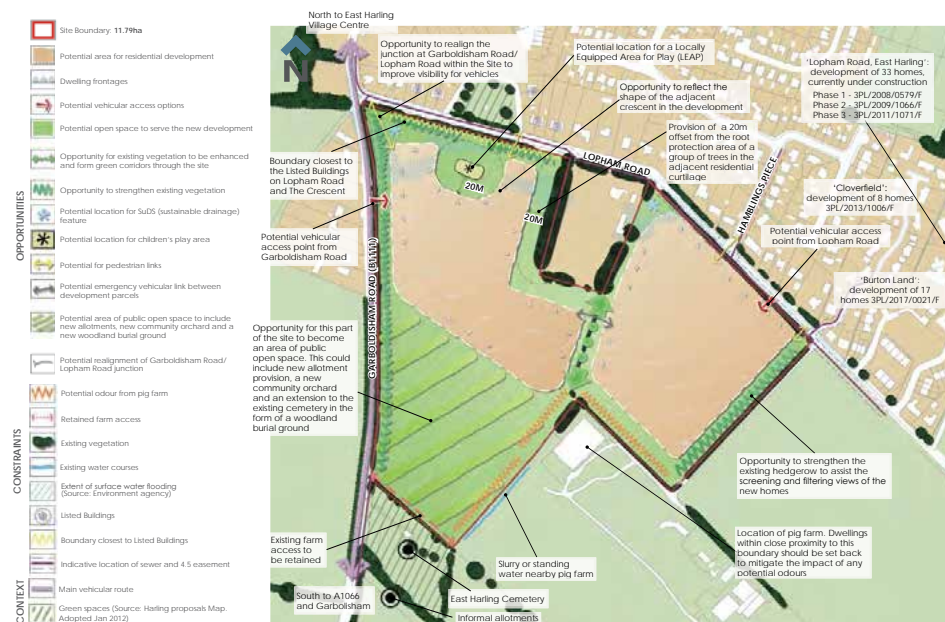 OPPORTUNITIES
Site Boundary: 11.79ha
Potential area for residential development
Dwelling frontages
Potential vehicular access options
Potential open space to serve the new development
Opportunity for existing vegetation to be enhanced
and form green corridors through the site
Opportunity to strengthen existing vegetation
Potential location for SuDS (sustainable drainage)
feature
Potential location for children's play area
Potential for pedestrian links
Potential emergency vehicular link between
development parcels
Potential area of public open space to include
new allotments, new community orchard and a
new woodland burial ground
Potential realignment of Garboldisham Road/
Lopham Road junction
CONSTRAINTS
Potential odour from pig farm
Retained farm access
Existing vegetation
Existing water courses
Extent of surface water flooding
(Source: Environment agency)
Listed Buildings
Boundary closest to Listed Buildings
Indicative location of sewer and 4.5 easement
CONTEXT
Main vehicular route
Green spaces (Source: Harling proposals Map.
Adopted Jan 2012)
North to East Harling
Village Centre
N
Opportunity to realign the
junction at Garboldisham Road/
Lopham Road within the Site to
improve visibility for vehicles
Potential location for a Locally
Equipped Area for Play (LEAP)
Opportunity to reflect the
shape of the adjacent
crescent in the development
Provision of a 20m
offset from the root
protection area of a
group of trees in the
adjacent residential
curtilage
'Lopham Road, East Harling':
development of 33 homes,
currently under construction
Phase 1 - 3PL/2008/0579/F
Phase 2 - 3PL/2009/1066/F
Phase 3 - 3PL/2011/1071/F
Boundary closest to
the Listed Buildings
on Lopham Road
and The Crescent
20M
20M
LOPHAM ROAD
HAMBLINGS PIECE
'Cloverfield':
development of 8 homes
3PL/2013/1006/F
Potential vehicular access
point from Lopham Road
'Burton Land':
development of 17
homes 3PL/2017/0021/F
Potential vehicular
access point from
Garboldisham Road
GARBOLDISHAM ROAD (B1111)
Opportunity for this part
of the site to become
an area of public
open space. This could
include new allotment
provision, a new
community orchard
and an extension to the
existing cemetery in the
form of a woodland
burial ground
Opportunity to strengthen the
existing hedgerow to assist the
screening and filtering views of the
new homes
Existing farm
access to
be retained
Slurry or standing
water nearby pig farm
Location of pig farm. Dwellings
within close proximity to this
boundary should be set back
to mitigate the impact of any
potential odours
South to A1066
and Garbolisham
East Harling Cemetery
Informal allotments